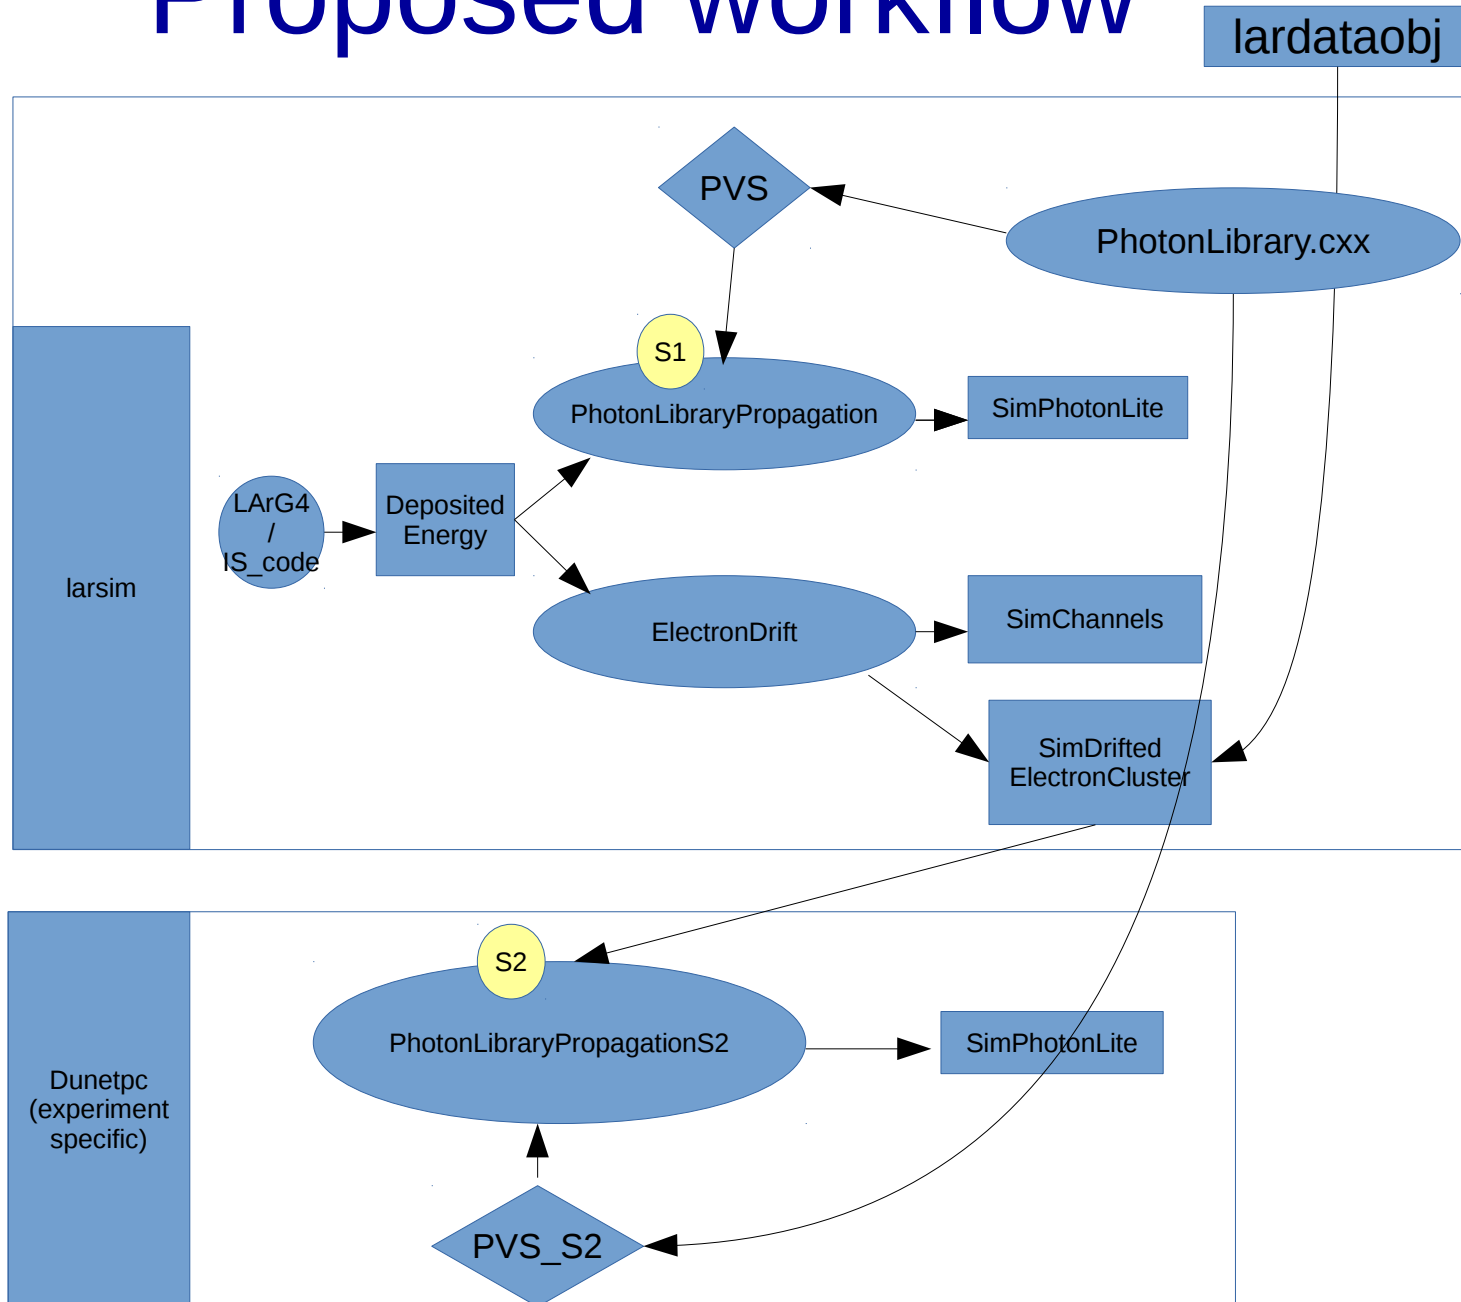 Proposed workflow
lardataobj
PVS
PhotonLibrary.cxx
S1
PhotonLibraryPropagation
SimPhotonLite
LArG4
/
IS_code
Deposited
Energy
larsim
ElectronDrift
SimChannels
SimDrifted
ElectronCluster
S2
PhotonLibraryPropagationS2
SimPhotonLite
Dunetpc
(experiment
specific)
PVS_S2